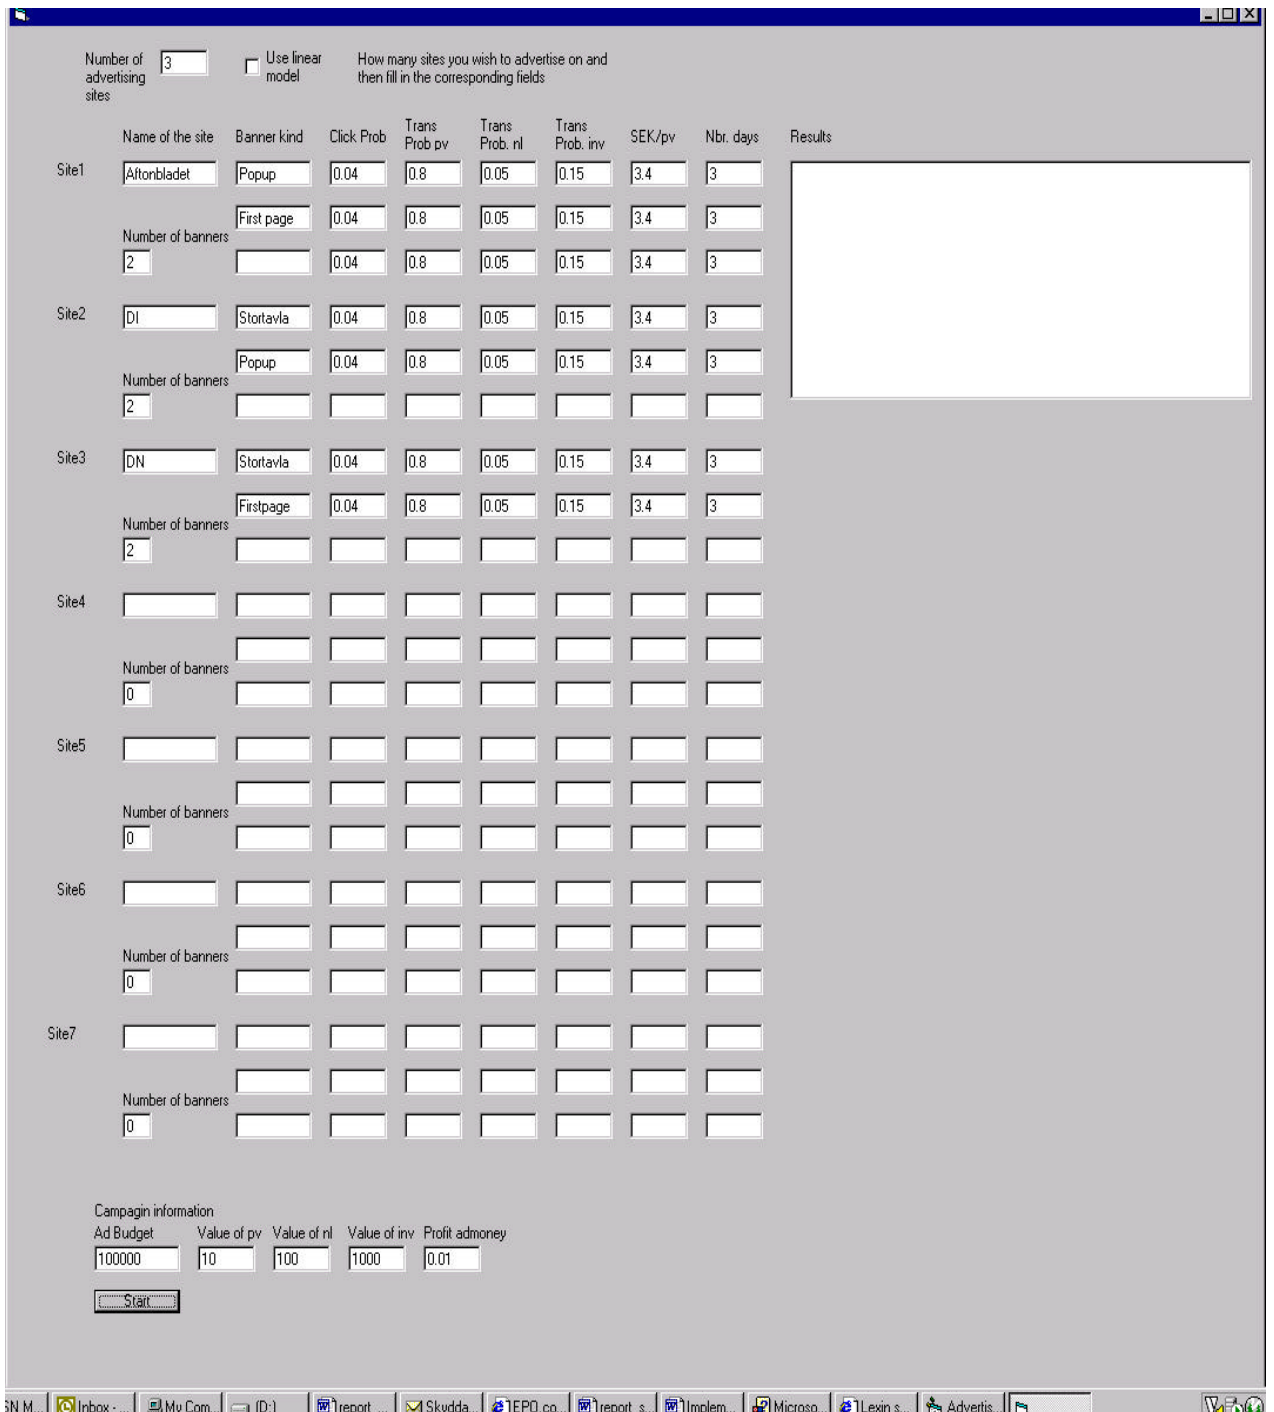 Number of advertising sites
3
Use linear model
How many sites you wish to advertise on and then fill in the corresponding fields
Name of the site Banner kind Click Prob Trans Prob pv Trans Prob. nl Trans Prob. inv SEK/pv Nbr. days Results
Site1 Aftonbladet Popup 0.04 0.8 0.05 0.15 3.4 3
First page 0.04 0.8 0.05 0.15 3.4 3
Number of banners
2 0.04 0.8 0.05 0.15 3.4 3
Site2 DI Stortavla 0.04 0.8 0.05 0.15 3.4 3
Popup 0.04 0.8 0.05 0.15 3.4 3
Number of banners
2
Site3 DN Stortavla 0.04 0.8 0.05 0.15 3.4 3
Firstpage 0.04 0.8 0.05 0.15 3.4 3
Number of banners
2
Site4
Number of banners
0
Site5
Number of banners
0
Site6
Number of banners
0
Site7
Number of banners
0
Campagin information
Ad Budget Value of pv Value of nl Value of inv Profit admoney
100000 10 100 1000 0.01
Start
SN M... Inbox - ... My Com... (D:) report ... Skydda... EPO co... report_s... Implem... Microso... Lexin s... Advertis...